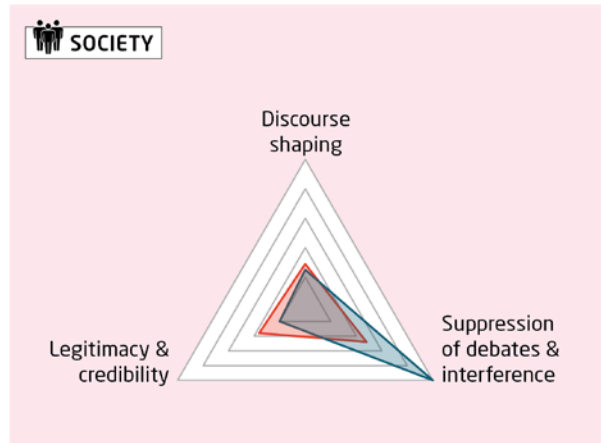 SOCIETY
Discourse
shaping
Legitimacy &
credibility
Suppression
of debates &
interference